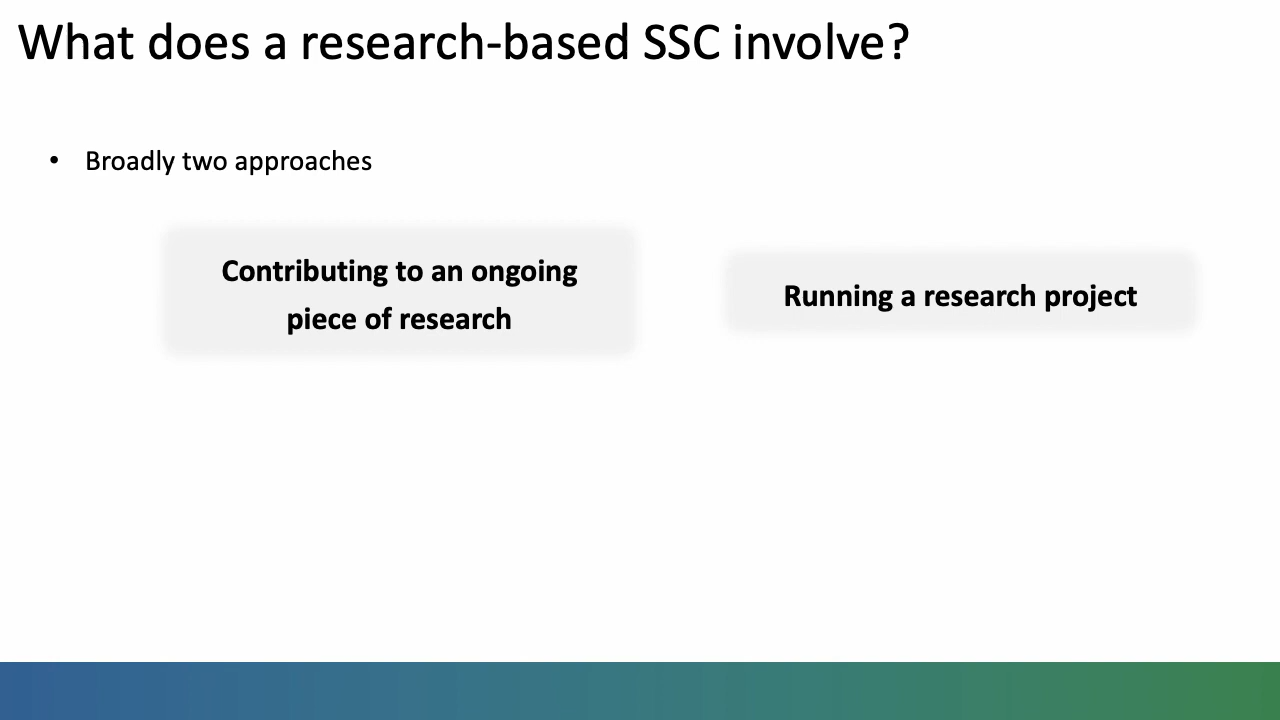 What does a research-based SSC involve?
• Broadly two approaches
Contributing to an ongoing
piece of research
Running a research project